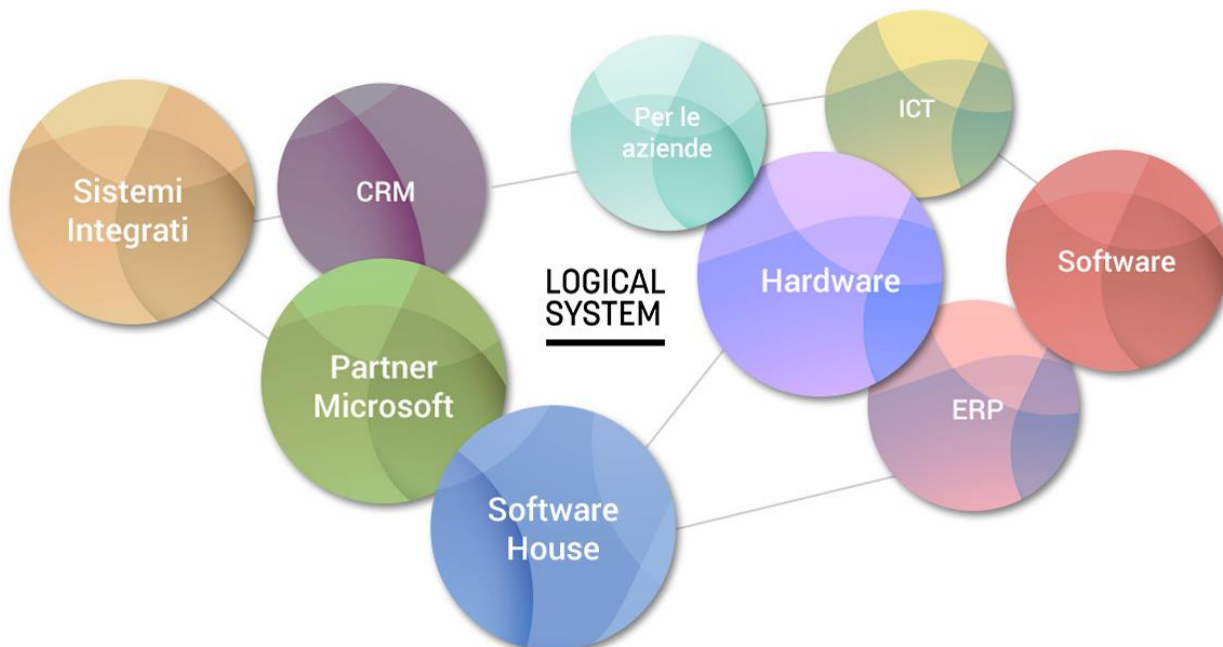 Sistemi
Integrati
CRM
Per le
aziende
ICT
Software
Hardware
LOGICAL
SYSTEM
Partner
Microsoft
ERP
Software
House